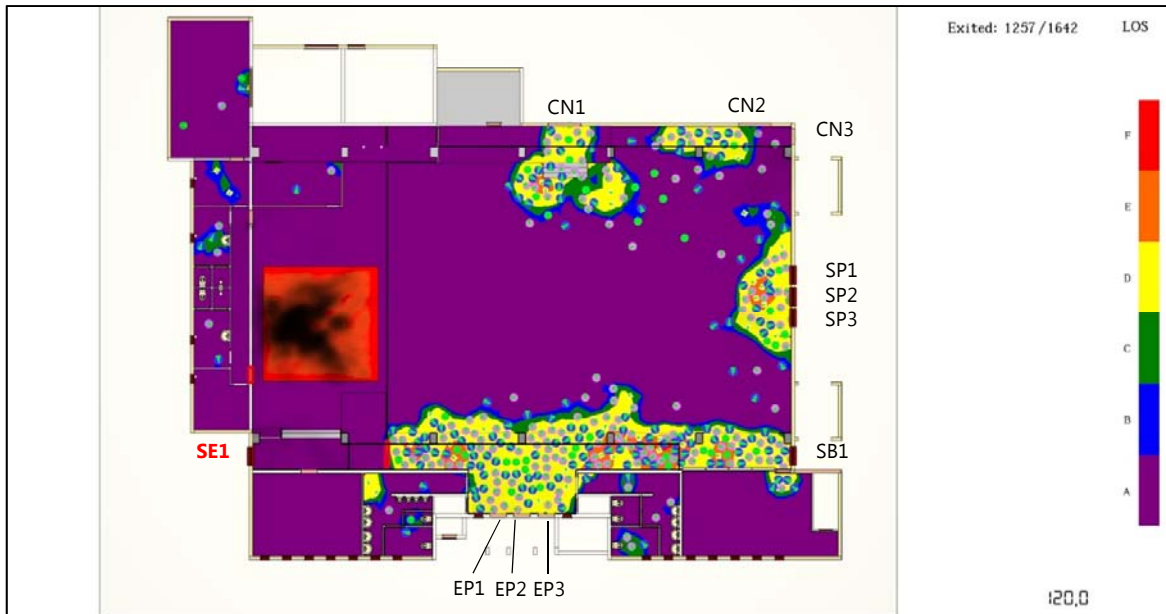 Exited: 1257/1642 LOS
CN1
CN2
CN3
F
E
SP1
D
SP2
SP3
C
B
SE1
SB1
A
EP1 EP2 EP3
120,0